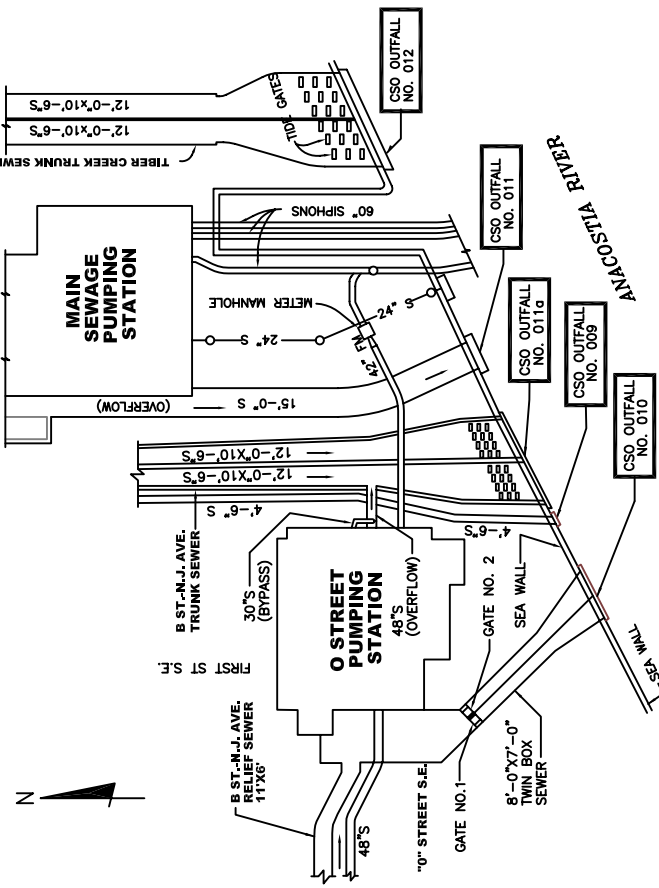 TIBER CREEK TRUNK SEWE
12'-0"x10'-6"S
12'-0"x10'-6"S
TIDE GATES
CSO OUTFALL
NO. 012
MAIN
SEWAGE
PUMPING
STATION
60" SIPHONS
CSO OUTFALL
NO. 011
ANACOSTIA RIVER
METER MANHOLE
24" S
24" S
42" FM
(OVERFLOW)
15'-0" S
CSO OUTFALL
NO. 011a
CSO OUTFALL
NO. 009
CSO OUTFALL
NO. 010
12'-0"X10'-6"S
12'-0"X10'-6"S
4'-6" S
B ST.-N.J. AVE.
TRUNK SEWER
30"S
(BYPASS)
48"S
(OVERFLOW)
4'-6"S
O STREET
PUMPING
STATION
FIRST ST S.E.
GATE NO. 2
SEA WALL
SEA WALL
B ST.-N.J. AVE.
RELIEF SEWER
11'X6'
48"S
"O" STREET S.E.
GATE NO.1
8'-0"X7'-0"
TWIN BOX
SEWER
N